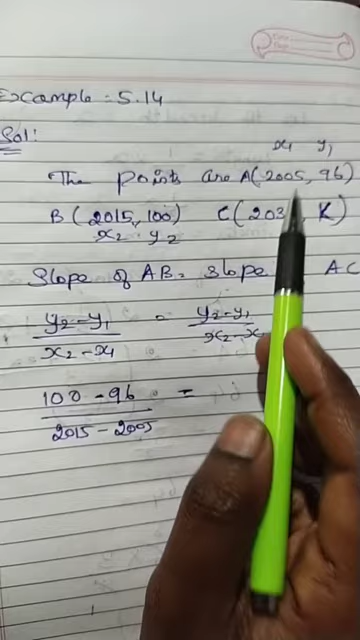 Example: 5.14
Sol:
x1 y1
The points are A(2005, 96)
B(2015, 100) C(203 , K)
x2 y2
Slope of AB = slope AC
y2-y1 / x2-x1 = y2-y1 / x2-x1
100-96 / 2015-2005 =